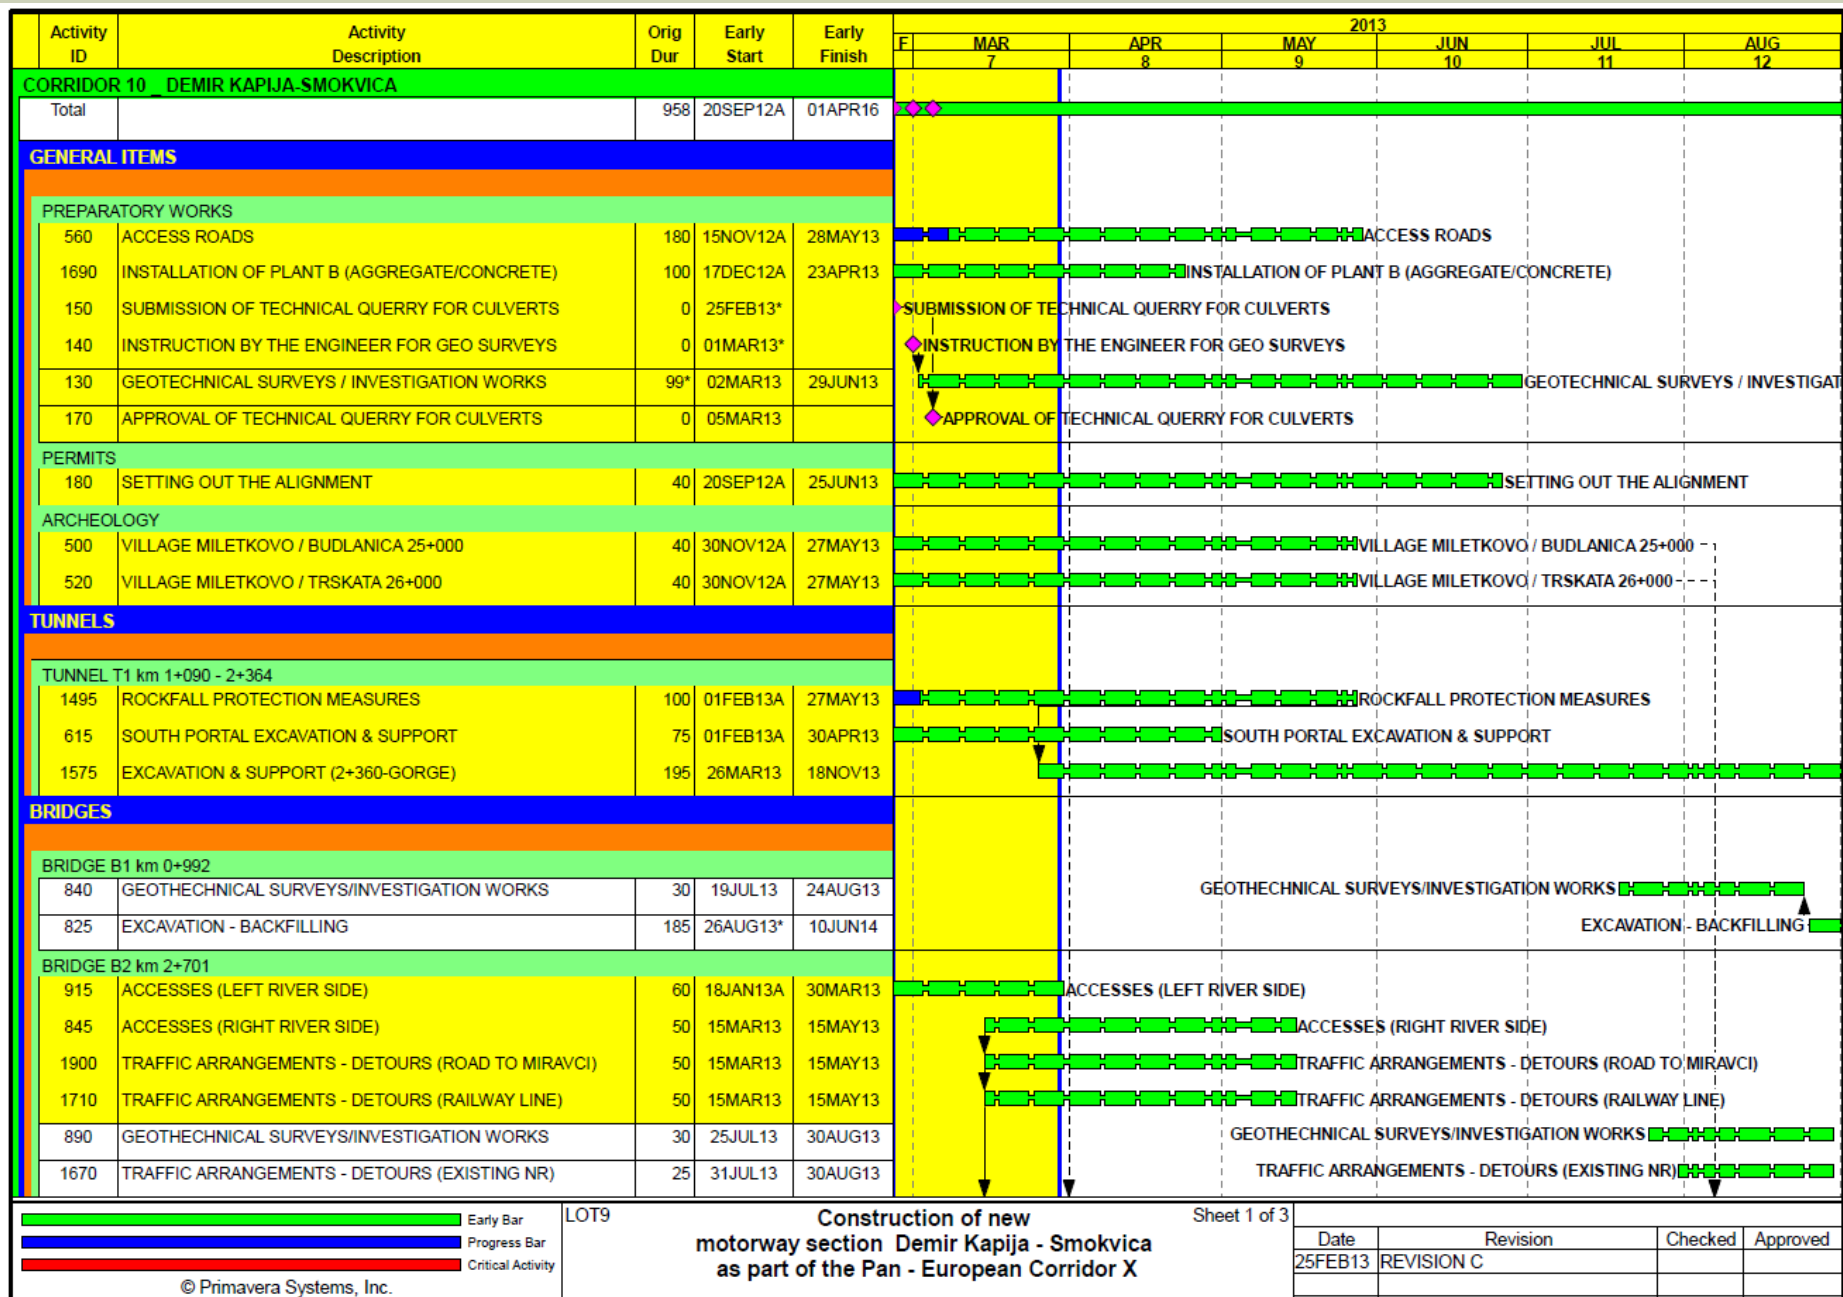 Activity ID Activity Description Orig Dur Early Start Early Finish
2013
F MAR APR MAY JUN JUL AUG
7 8 9 10 11 12
CORRIDOR 10 _ DEMIR KAPIJA-SMOKVICA
Total 958 20SEP12A 01APR16
GENERAL ITEMS
PREPARATORY WORKS
560 ACCESS ROADS 180 15NOV12A 28MAY13 ACCESS ROADS
1690 INSTALLATION OF PLANT B (AGGREGATE/CONCRETE) 100 17DEC12A 23APR13 INSTALLATION OF PLANT B (AGGREGATE/CONCRETE)
150 SUBMISSION OF TECHNICAL QUERRY FOR CULVERTS 0 25FEB13* SUBMISSION OF TECHNICAL QUERRY FOR CULVERTS
140 INSTRUCTION BY THE ENGINEER FOR GEO SURVEYS 0 01MAR13* INSTRUCTION BY THE ENGINEER FOR GEO SURVEYS
130 GEOTECHNICAL SURVEYS / INVESTIGATION WORKS 99* 02MAR13 29JUN13 GEOTECHNICAL SURVEYS / INVESTIGAT
170 APPROVAL OF TECHNICAL QUERRY FOR CULVERTS 0 05MAR13 APPROVAL OF TECHNICAL QUERRY FOR CULVERTS
PERMITS
180 SETTING OUT THE ALIGNMENT 40 20SEP12A 25JUN13 SETTING OUT THE ALIGNMENT
ARCHEOLOGY
500 VILLAGE MILETKOVO / BUDLANICA 25+000 40 30NOV12A 27MAY13 VILLAGE MILETKOVO / BUDLANICA 25+000
520 VILLAGE MILETKOVO / TRSKATA 26+000 40 30NOV12A 27MAY13 VILLAGE MILETKOVO / TRSKATA 26+000
TUNNELS
TUNNEL T1 km 1+090 - 2+364
1495 ROCKFALL PROTECTION MEASURES 100 01FEB13A 27MAY13 ROCKFALL PROTECTION MEASURES
615 SOUTH PORTAL EXCAVATION & SUPPORT 75 01FEB13A 30APR13 SOUTH PORTAL EXCAVATION & SUPPORT
1575 EXCAVATION & SUPPORT (2+360-GORGE) 195 26MAR13 18NOV13
BRIDGES
BRIDGE B1 km 0+992
840 GEOTHECHNICAL SURVEYS/INVESTIGATION WORKS 30 19JUL13 24AUG13 GEOTHECHNICAL SURVEYS/INVESTIGATION WORKS
825 EXCAVATION - BACKFILLING 185 26AUG13* 10JUN14 EXCAVATION - BACKFILLING
BRIDGE B2 km 2+701
915 ACCESSES (LEFT RIVER SIDE) 60 18JAN13A 30MAR13 ACCESSES (LEFT RIVER SIDE)
845 ACCESSES (RIGHT RIVER SIDE) 50 15MAR13 15MAY13 ACCESSES (RIGHT RIVER SIDE)
1900 TRAFFIC ARRANGEMENTS - DETOURS (ROAD TO MIRAVCI) 50 15MAR13 15MAY13 TRAFFIC ARRANGEMENTS - DETOURS (ROAD TO MIRAVCI)
1710 TRAFFIC ARRANGEMENTS - DETOURS (RAILWAY LINE) 50 15MAR13 15MAY13 TRAFFIC ARRANGEMENTS - DETOURS (RAILWAY LINE)
890 GEOTHECHNICAL SURVEYS/INVESTIGATION WORKS 30 25JUL13 30AUG13 GEOTHECHNICAL SURVEYS/INVESTIGATION WORKS
1670 TRAFFIC ARRANGEMENTS - DETOURS (EXISTING NR) 25 31JUL13 30AUG13 TRAFFIC ARRANGEMENTS - DETOURS (EXISTING NR)
Early Bar
Progress Bar
Critical Activity
© Primavera Systems, Inc.
LOT9
Construction of new
motorway section Demir Kapija - Smokvica
as part of the Pan - European Corridor X
Sheet 1 of 3
Date Revision Checked Approved
25FEB13 REVISION C